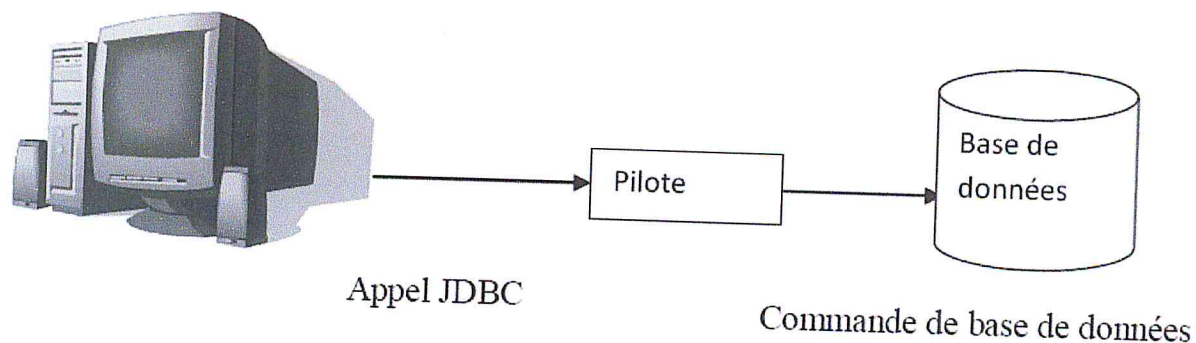 Pilote
Base de
données
Appel JDBC
Commande de base de données